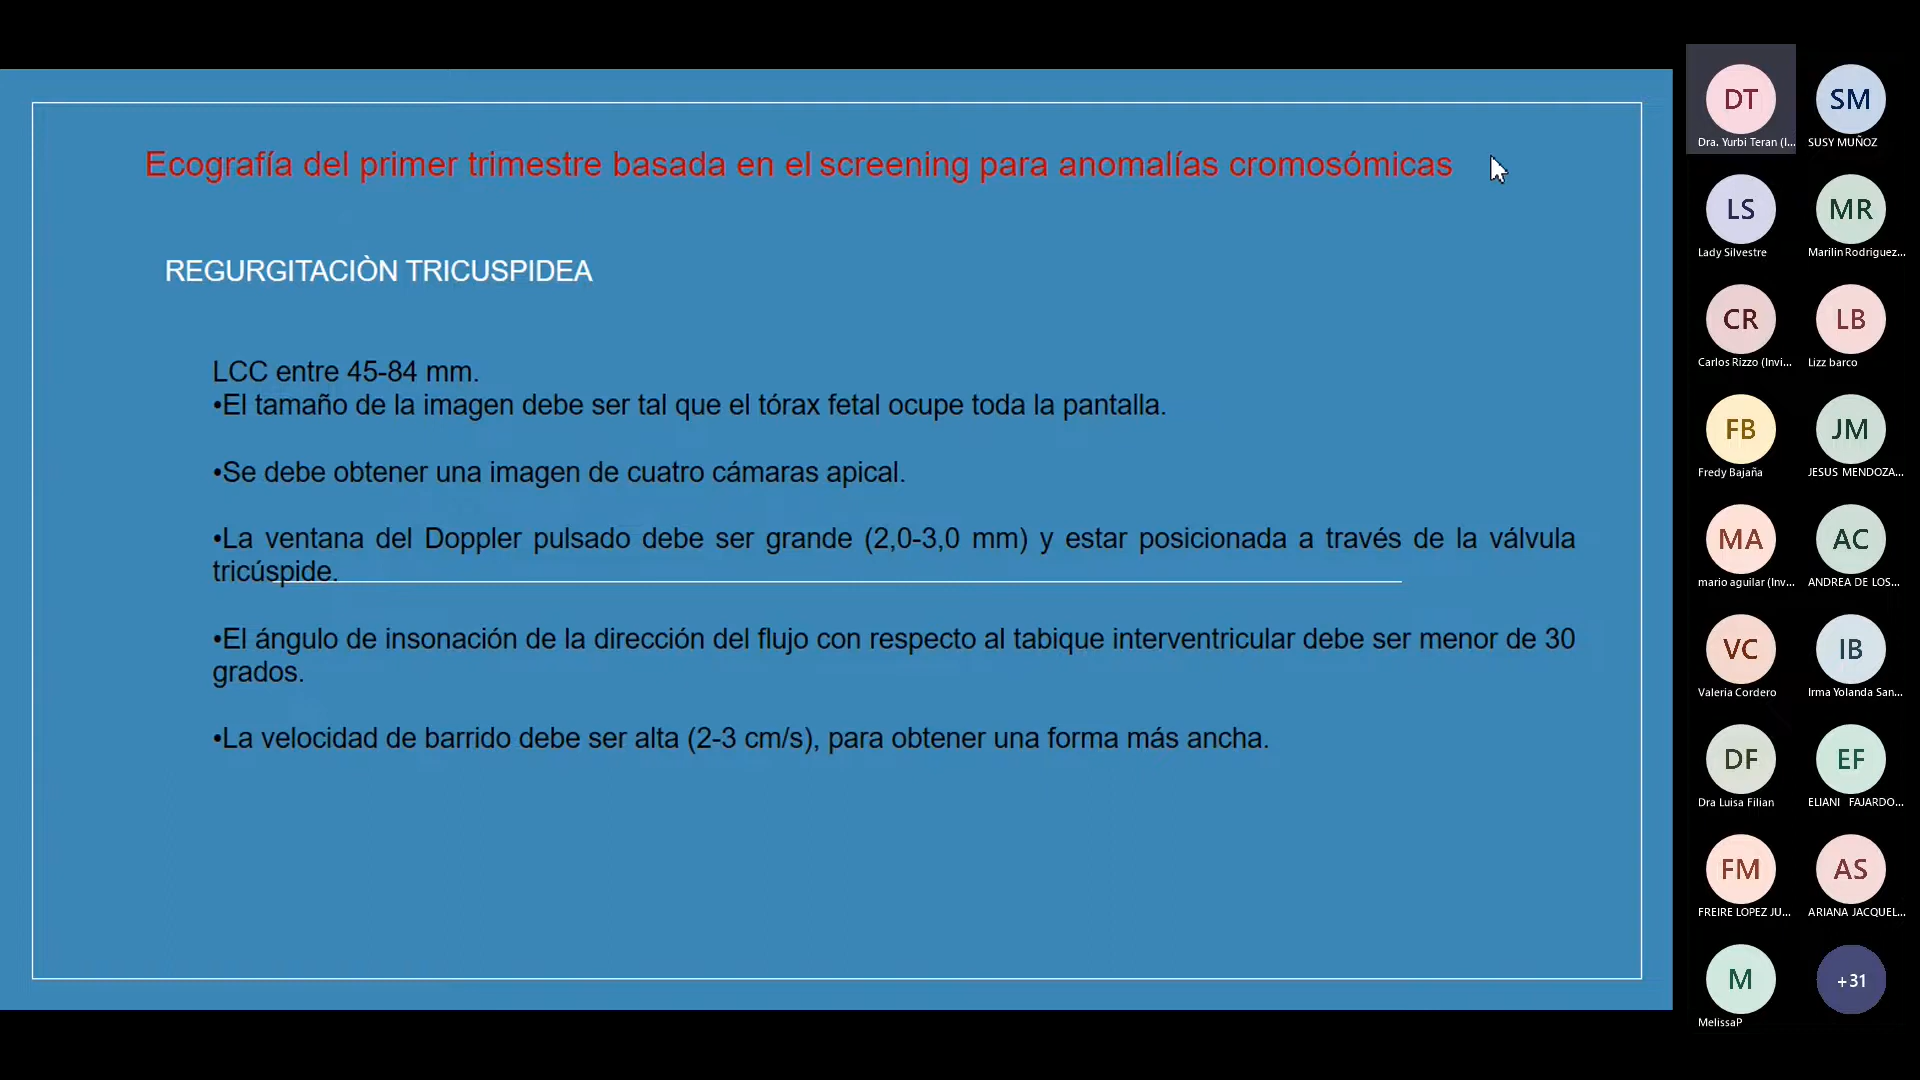 Ecografía del primer trimestre basada en el screening para anomalías cromosómicas
REGURGITACIÒN TRICUSPIDEA
LCC entre 45-84 mm.
•El tamaño de la imagen debe ser tal que el tórax fetal ocupe toda la pantalla.
•Se debe obtener una imagen de cuatro cámaras apical.
•La ventana del Doppler pulsado debe ser grande (2,0-3,0 mm) y estar posicionada a través de la válvula
tricúspide.
•El ángulo de insonación de la dirección del flujo con respecto al tabique interventricular debe ser menor de 30
grados.
•La velocidad de barrido debe ser alta (2-3 cm/s), para obtener una forma más ancha.
DT
Dra. Yurbi Teran (I...
SM
SUSY MUÑOZ
LS
Lady Silvestre
MR
Marilin Rodriguez...
CR
Carlos Rizzo (Invi...
LB
Lizz barco
FB
Fredy Bajaña
JM
JESUS MENDOZA...
MA
mario aguilar (Inv...
AC
ANDREA DE LOS...
VC
Valeria Cordero
IB
Irma Yolanda San...
DF
Dra Luisa Filian
EF
ELIANI FAJARDO...
FM
FREIRE LOPEZ JU...
AS
ARIANA JACQUEL...
M
MelissaP
+31